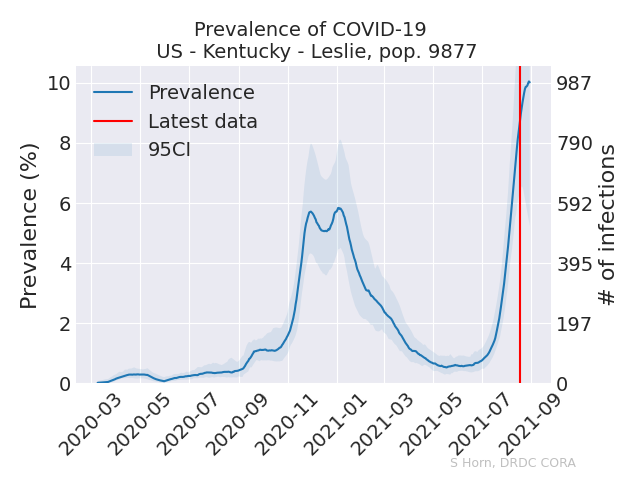 Prevalence of COVID-19
US - Kentucky - Leslie, pop. 9877
Prevalence
Latest data
95CI
Prevalence (%)
10
8
6
4
2
0
987
790
592
395
197
0
# of infections
2020-03
2020-05
2020-07
2020-09
2020-11
2021-01
2021-03
2021-05
2021-07
2021-09
S Horn, DRDC CORA